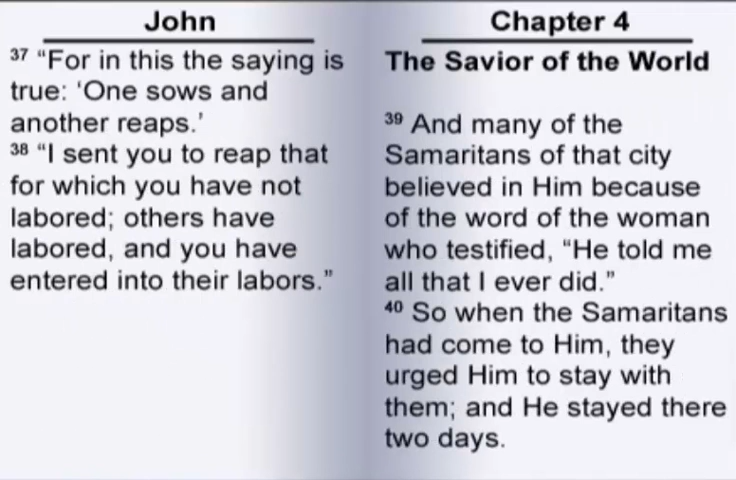 John
³⁷ “For in this the saying is
true: ‘One sows and
another reaps.’
³⁸ “I sent you to reap that
for which you have not
labored; others have
labored, and you have
entered into their labors.”
Chapter 4
The Savior of the World
³⁹ And many of the
Samaritans of that city
believed in Him because
of the word of the woman
who testified, “He told me
all that I ever did.”
⁴⁰ So when the Samaritans
had come to Him, they
urged Him to stay with
them; and He stayed there
two days.